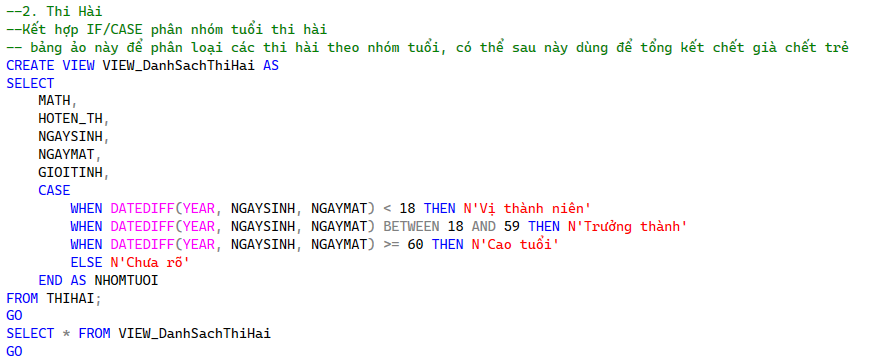 --2. Thi Hài
--Kết hợp IF/CASE phân nhóm tuổi thi hài
-- bảng ảo này để phân loại các thi hài theo nhóm tuổi, có thể sau này dùng để tổng kết chết già chết trẻ
CREATE VIEW VIEW_DanhSachThiHai AS
SELECT
    MATH,
    HOTEN_TH,
    NGAYSINH,
    NGAYMAT,
    GIOITINH,
    CASE
        WHEN DATEDIFF(YEAR, NGAYSINH, NGAYMAT) < 18 THEN N'Vị thành niên'
        WHEN DATEDIFF(YEAR, NGAYSINH, NGAYMAT) BETWEEN 18 AND 59 THEN N'Trưởng thành'
        WHEN DATEDIFF(YEAR, NGAYSINH, NGAYMAT) >= 60 THEN N'Cao tuổi'
        ELSE N'Chưa rõ'
    END AS NHOMTUOI
FROM THIHAI;
GO
SELECT * FROM VIEW_DanhSachThiHai
GO